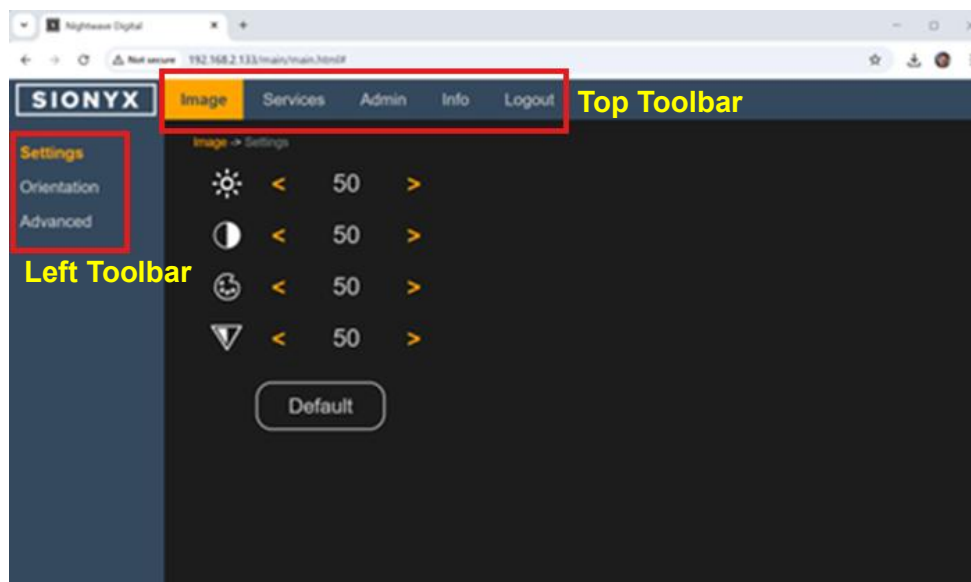 Nightwave Digital
Not secure 192.168.2.133/main/main.html#
SIONYX
Image Services Admin Info Logout
Top Toolbar
Image -> Settings
Settings
Orientation
Advanced
Left Toolbar
< 50 >
< 50 >
< 50 >
< 50 >
Default